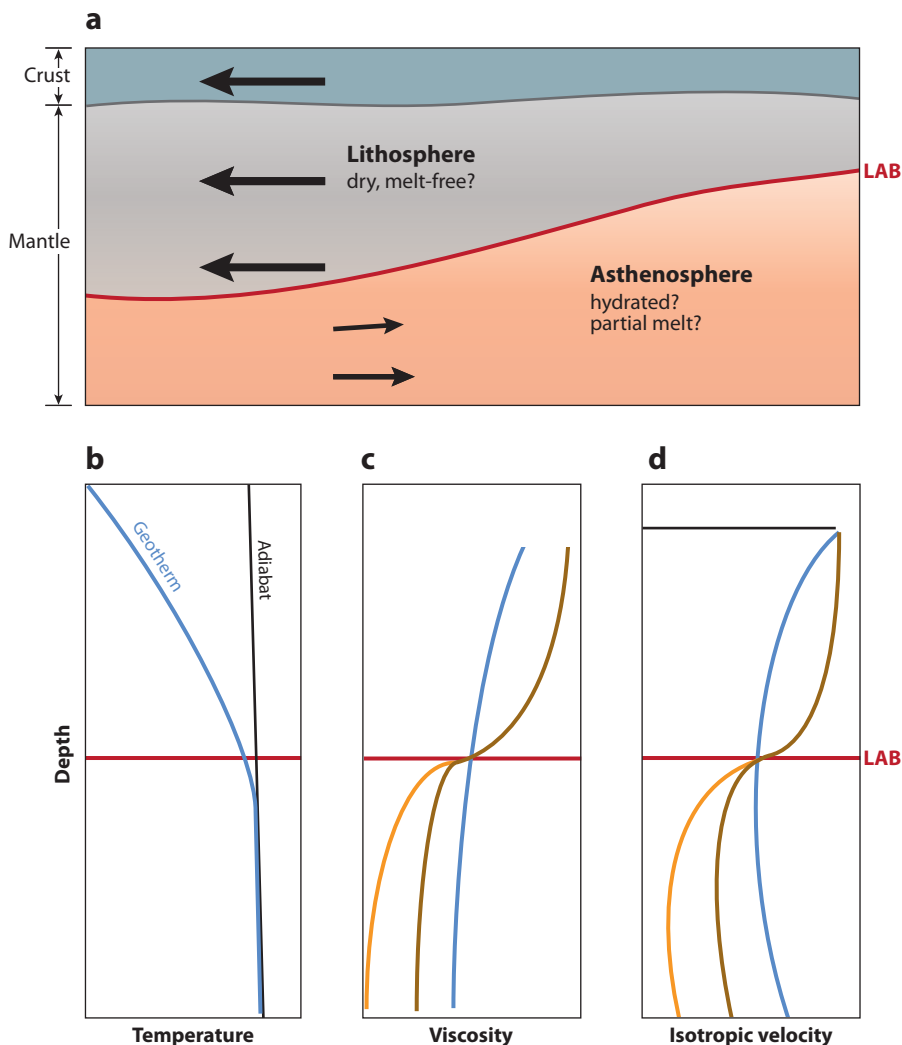 a
Crust
Lithosphere
dry, melt-free?
LAB
Mantle
Asthenosphere
hydrated?
partial melt?
b
c
d
Geotherm
Adiabat
Depth
LAB
Temperature
Viscosity
Isotropic velocity